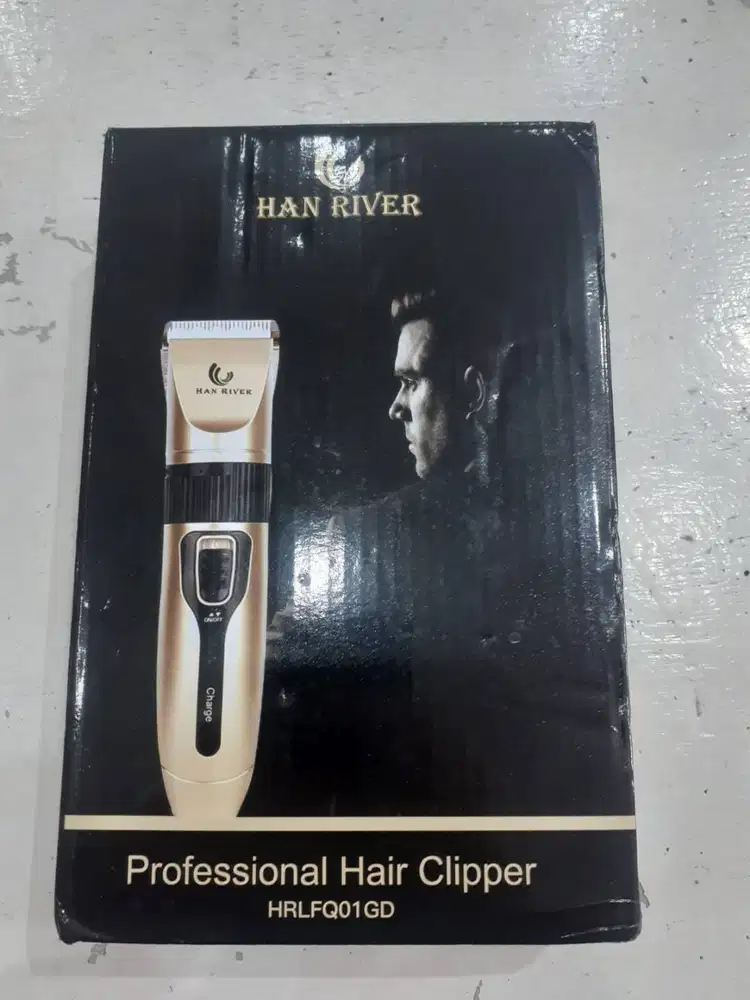 HAN RIVER
HAN RIVER
ON/OFF
Charge
Professional Hair Clipper
HRLFQ01GD